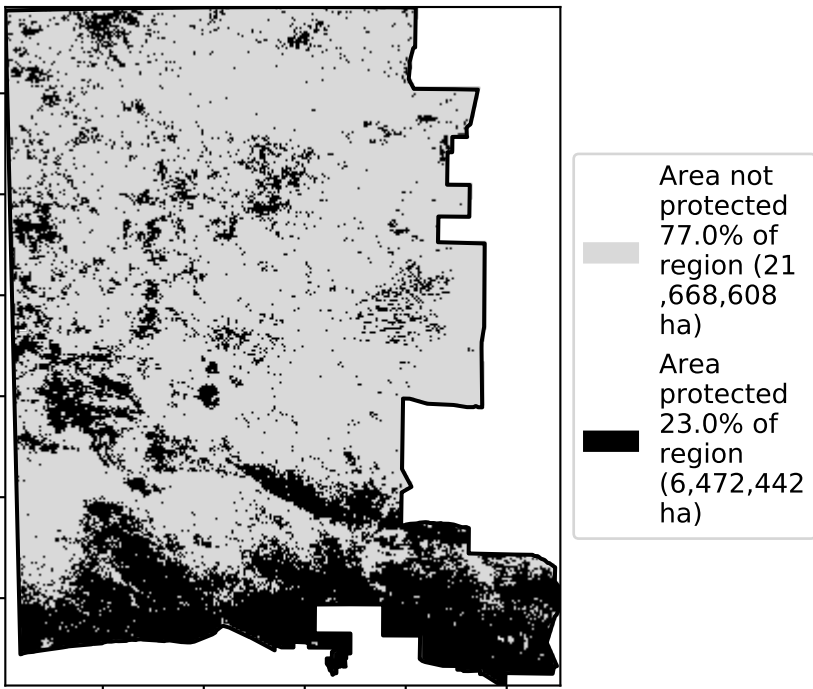 Area not
protected
77.0% of
region (21
,668,608
ha)
Area
protected
23.0% of
region
(6,472,442
ha)